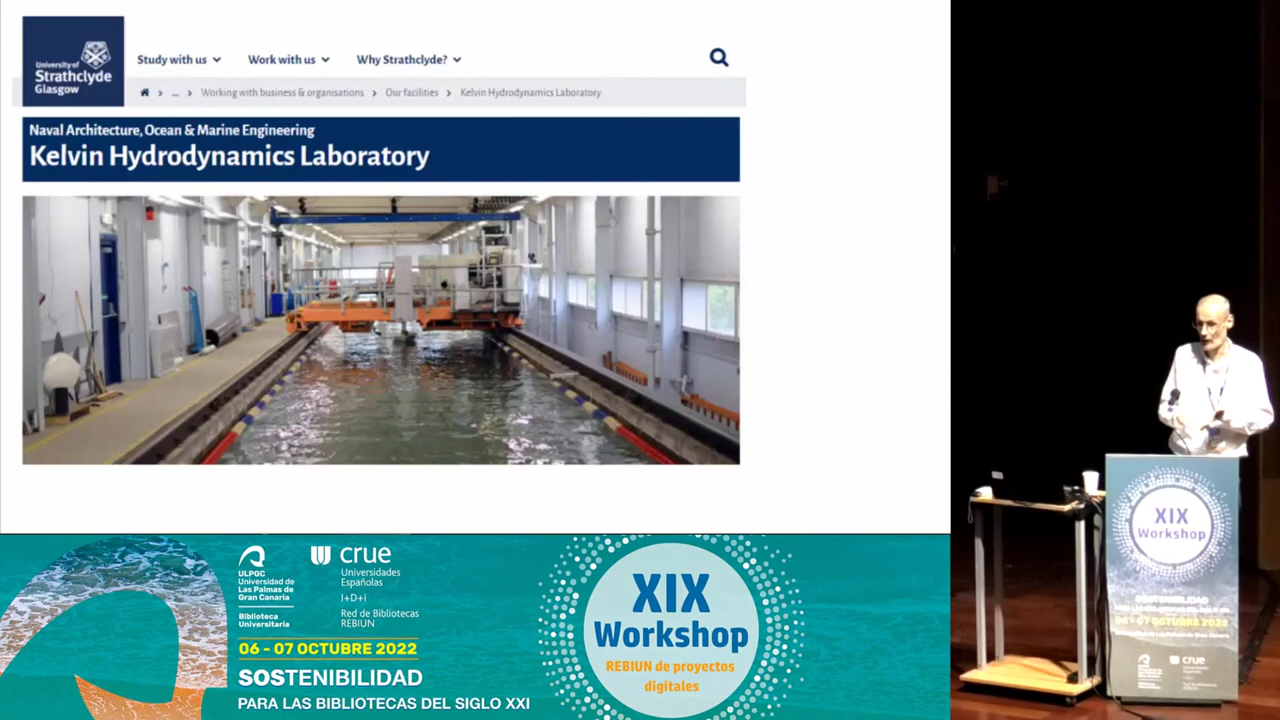 University of
Strathclyde
Glasgow
Study with us
Work with us
Why Strathclyde?
...
Working with business & organisations
Our facilities
Kelvin Hydrodynamics Laboratory
Naval Architecture, Ocean & Marine Engineering
Kelvin Hydrodynamics Laboratory
ULPGC
Universidad de
Las Palmas de
Gran Canaria
Biblioteca
Universitaria
crue
Universidades
Españolas
I+D+i
Red de Bibliotecas
REBIUN
06 - 07 OCTUBRE 2022
SOSTENIBILIDAD
PARA LAS BIBLIOTECAS DEL SIGLO XXI
XIX
Workshop
REBIUN de proyectos
digitales
XIX
Workshop
SOSTENIBILIDAD
06 - 07 OCTUBRE 2022
crue